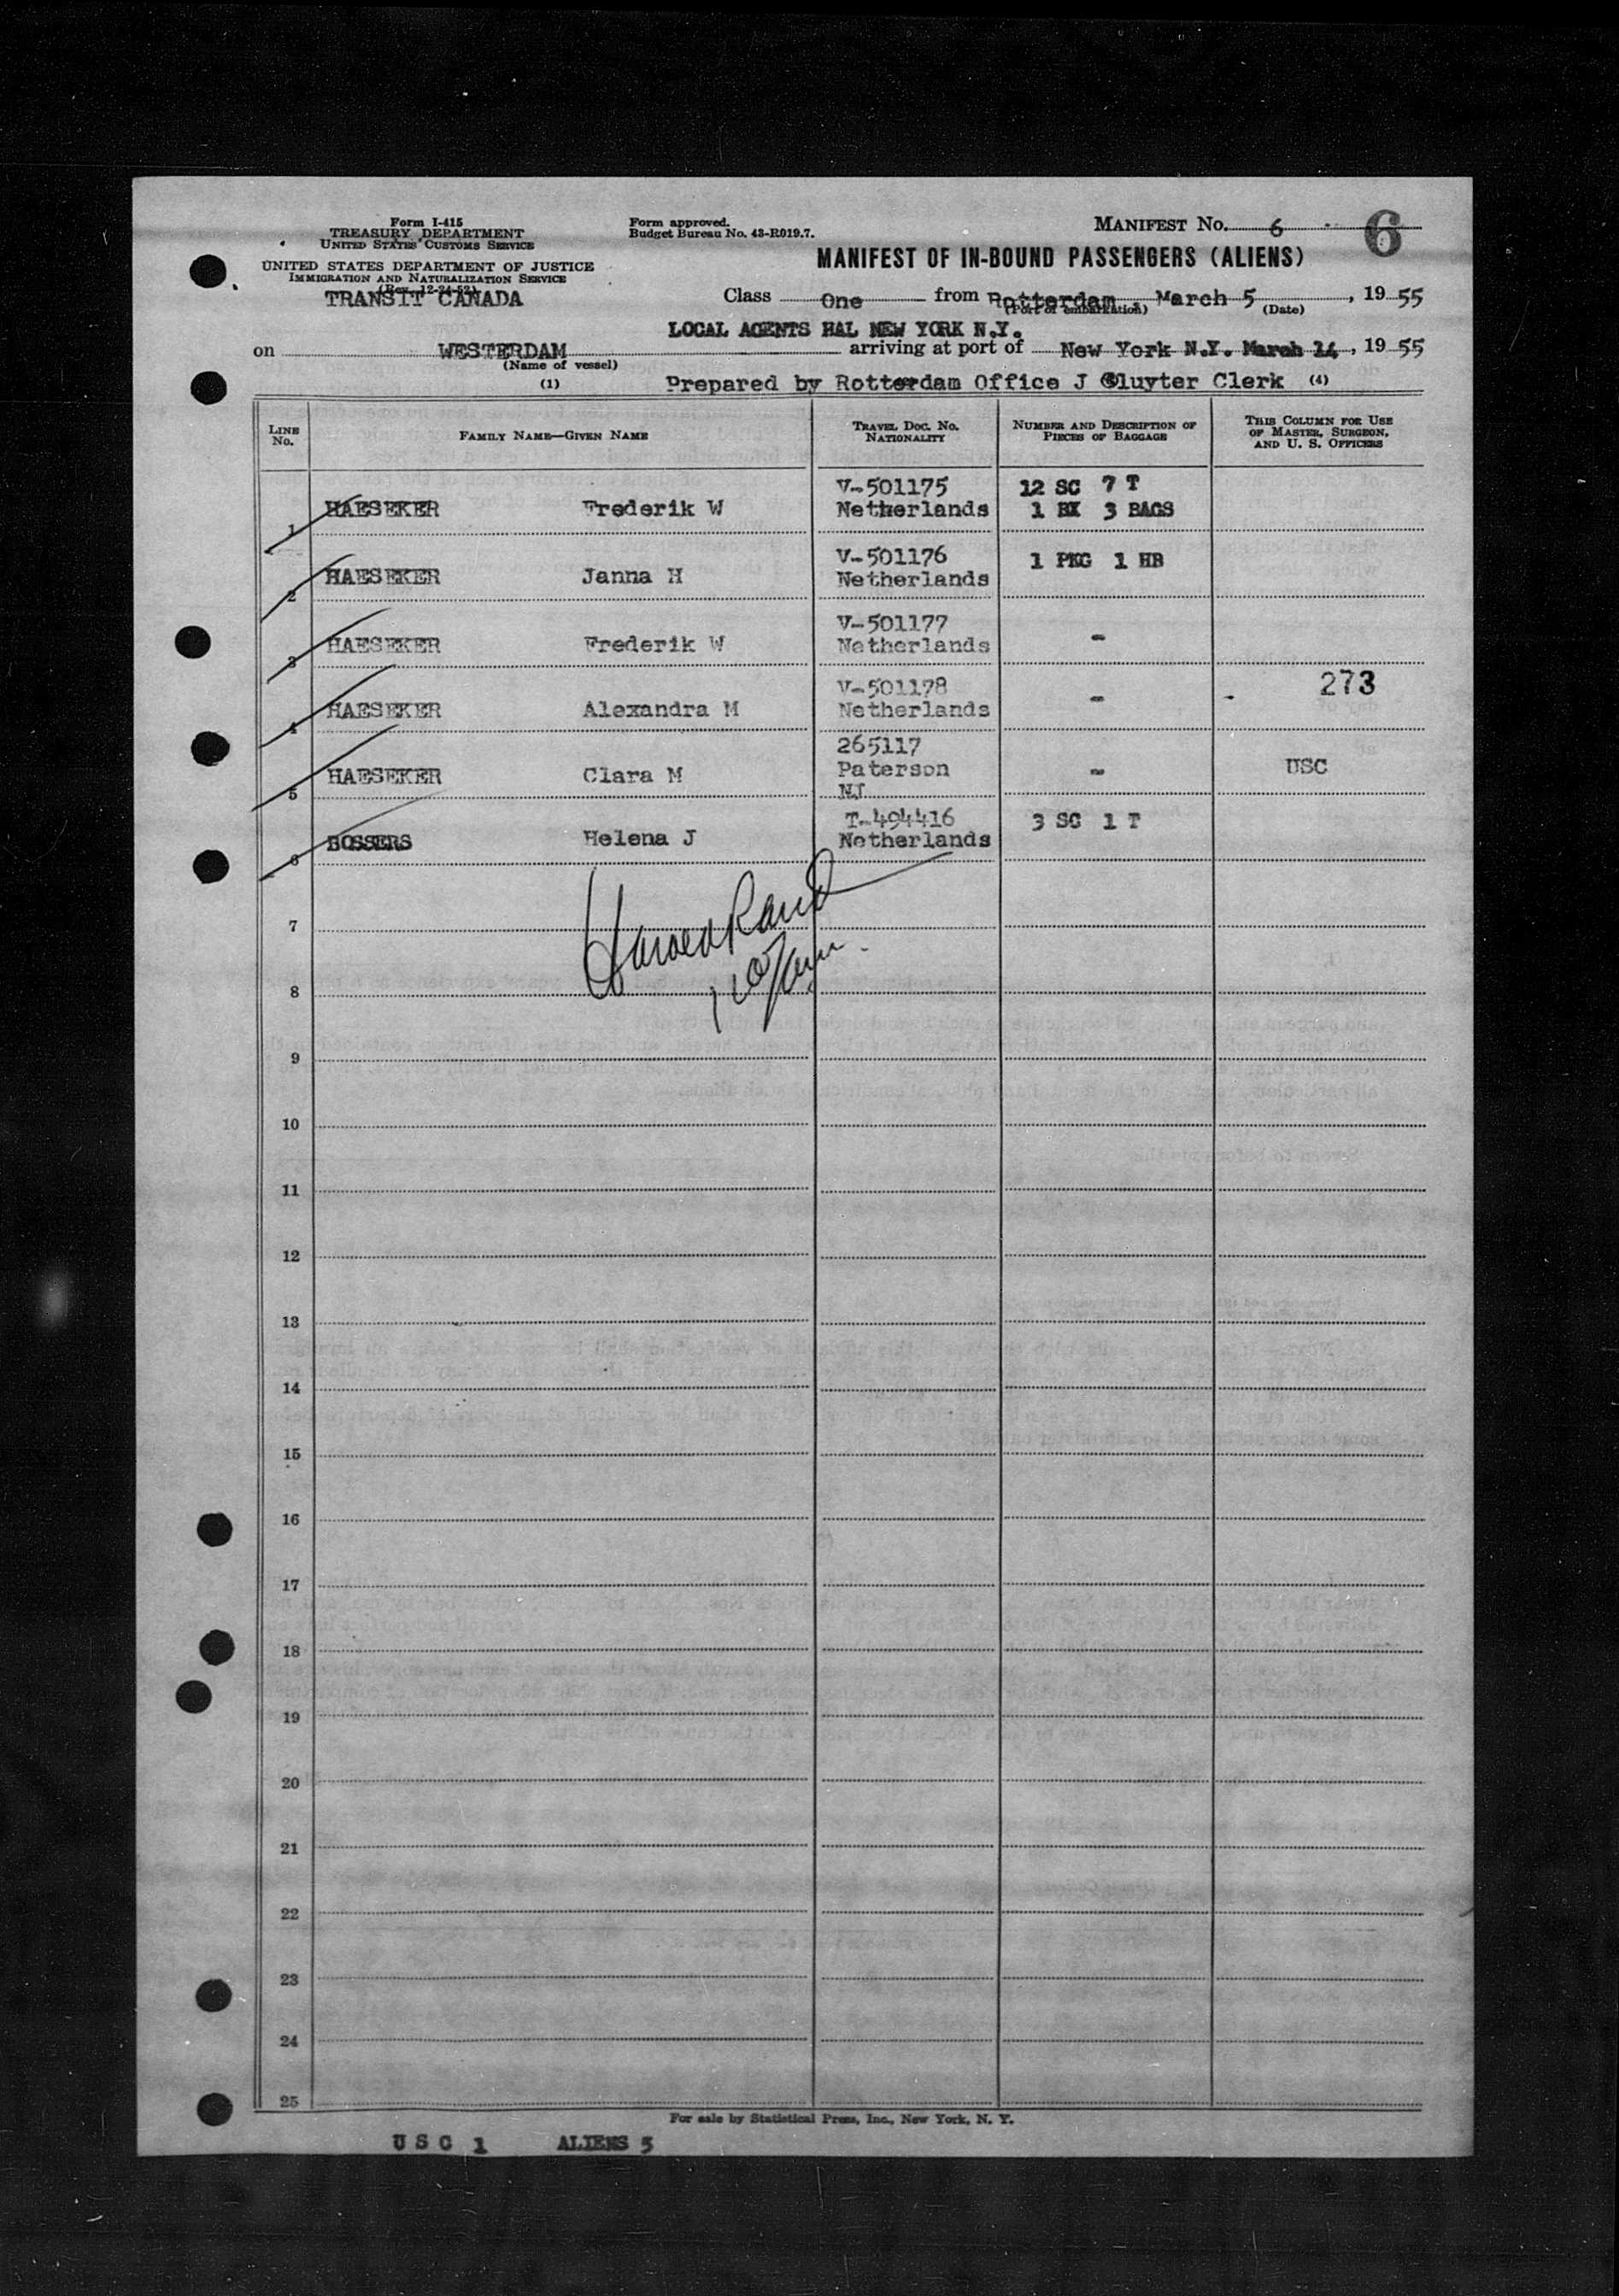 Form I-415
TREASURY DEPARTMENT
UNITED STATES CUSTOMS SERVICE
UNITED STATES DEPARTMENT OF JUSTICE
IMMIGRATION AND NATURALIZATION SERVICE
(Rev. 12-24-52)
TRANSIT CANADA
Form approved.
Budget Bureau No. 43-R019.7.
MANIFEST No. 6
6
MANIFEST OF IN-BOUND PASSENGERS (ALIENS)
Class One from Rotterdam, March 5, 1955
(Port of embarkation) (Date)
LOCAL AGENTS HAL NEW YORK N.Y.
on WESTERDAM arriving at port of New York N.Y. March 14, 1955
(Name of vessel)
(1) Prepared by Rotterdam Office J Sluyter Clerk (4)
LINE No. FAMILY NAME—GIVEN NAME TRAVEL DOC. NO. NATIONALITY NUMBER AND DESCRIPTION OF PIECES OF BAGGAGE THIS COLUMN FOR USE OF MASTER, SURGEON, AND U. S. OFFICERS
V-501175 12 SC 7 T
1 HAESEKER Frederik W Netherlands 1 BX 3 BAGS
V-501176 1 PKG 1 HB
2 HAESEKER Janna H Netherlands
V-501177
3 HAESEKER Frederik W Netherlands -
V-501178 - 273
4 HAESEKER Alexandra M Netherlands -
265117
5 HAESEKER Clara M Paterson - USC
NJ
T-494416 3 SC 1 T
6 BOSSERS Helena J Netherlands
7
8
9
10
11
12
13
14
15
16
17
18
19
20
21
22
23
24
25
For sale by Statistical Press, Inc., New York, N. Y.
U S C 1 ALIENS 5